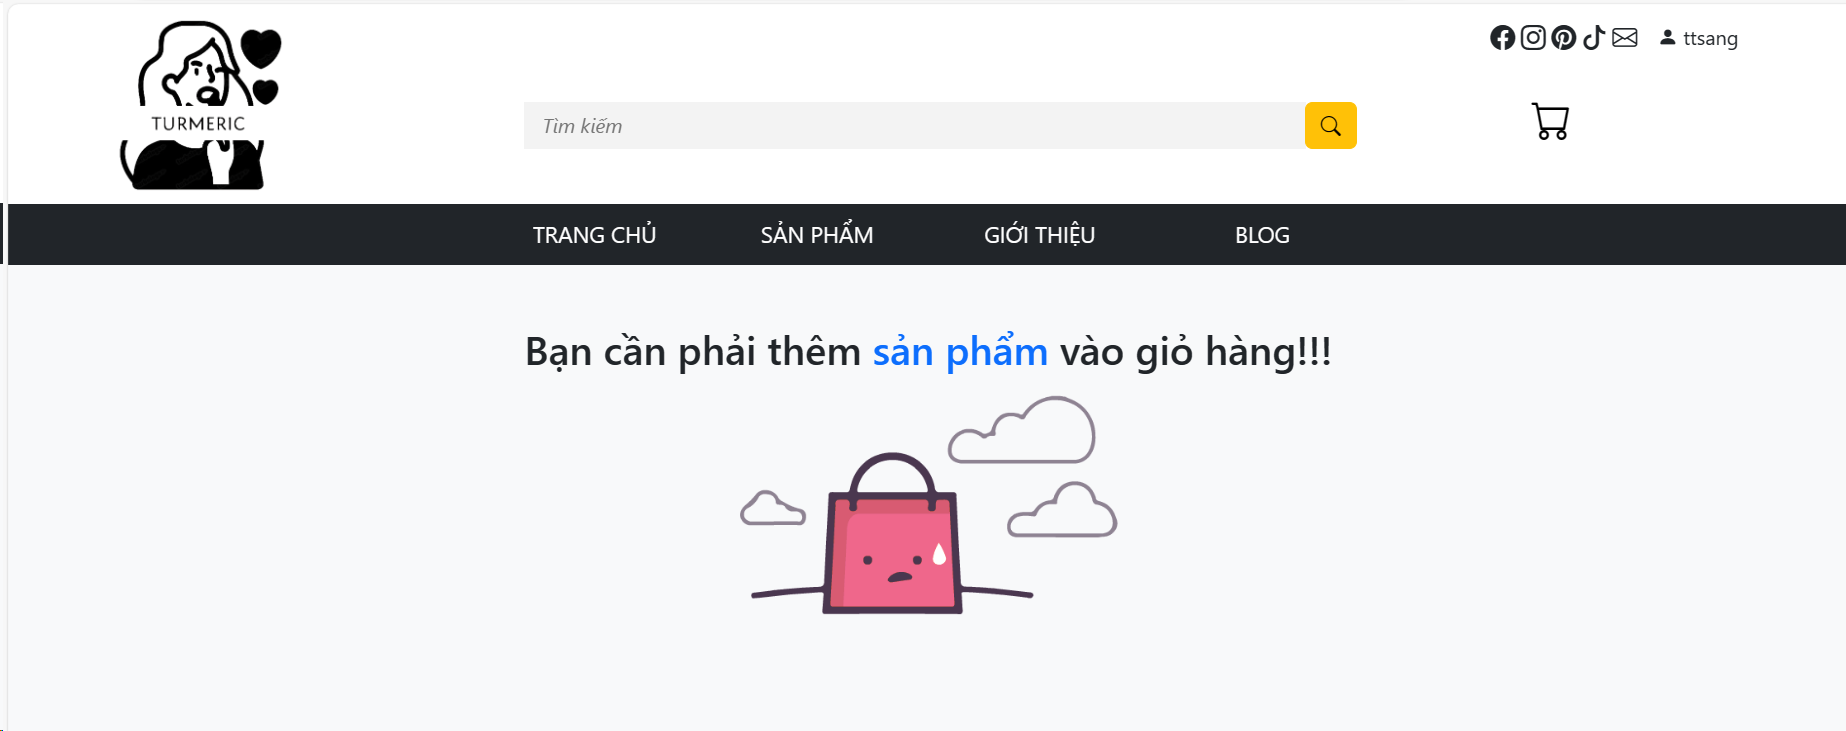 ttsang
TURMERIC
Tìm kiếm
TRANG CHỦ SẢN PHẨM GIỚI THIỆU BLOG
Bạn cần phải thêm sản phẩm vào giỏ hàng!!!